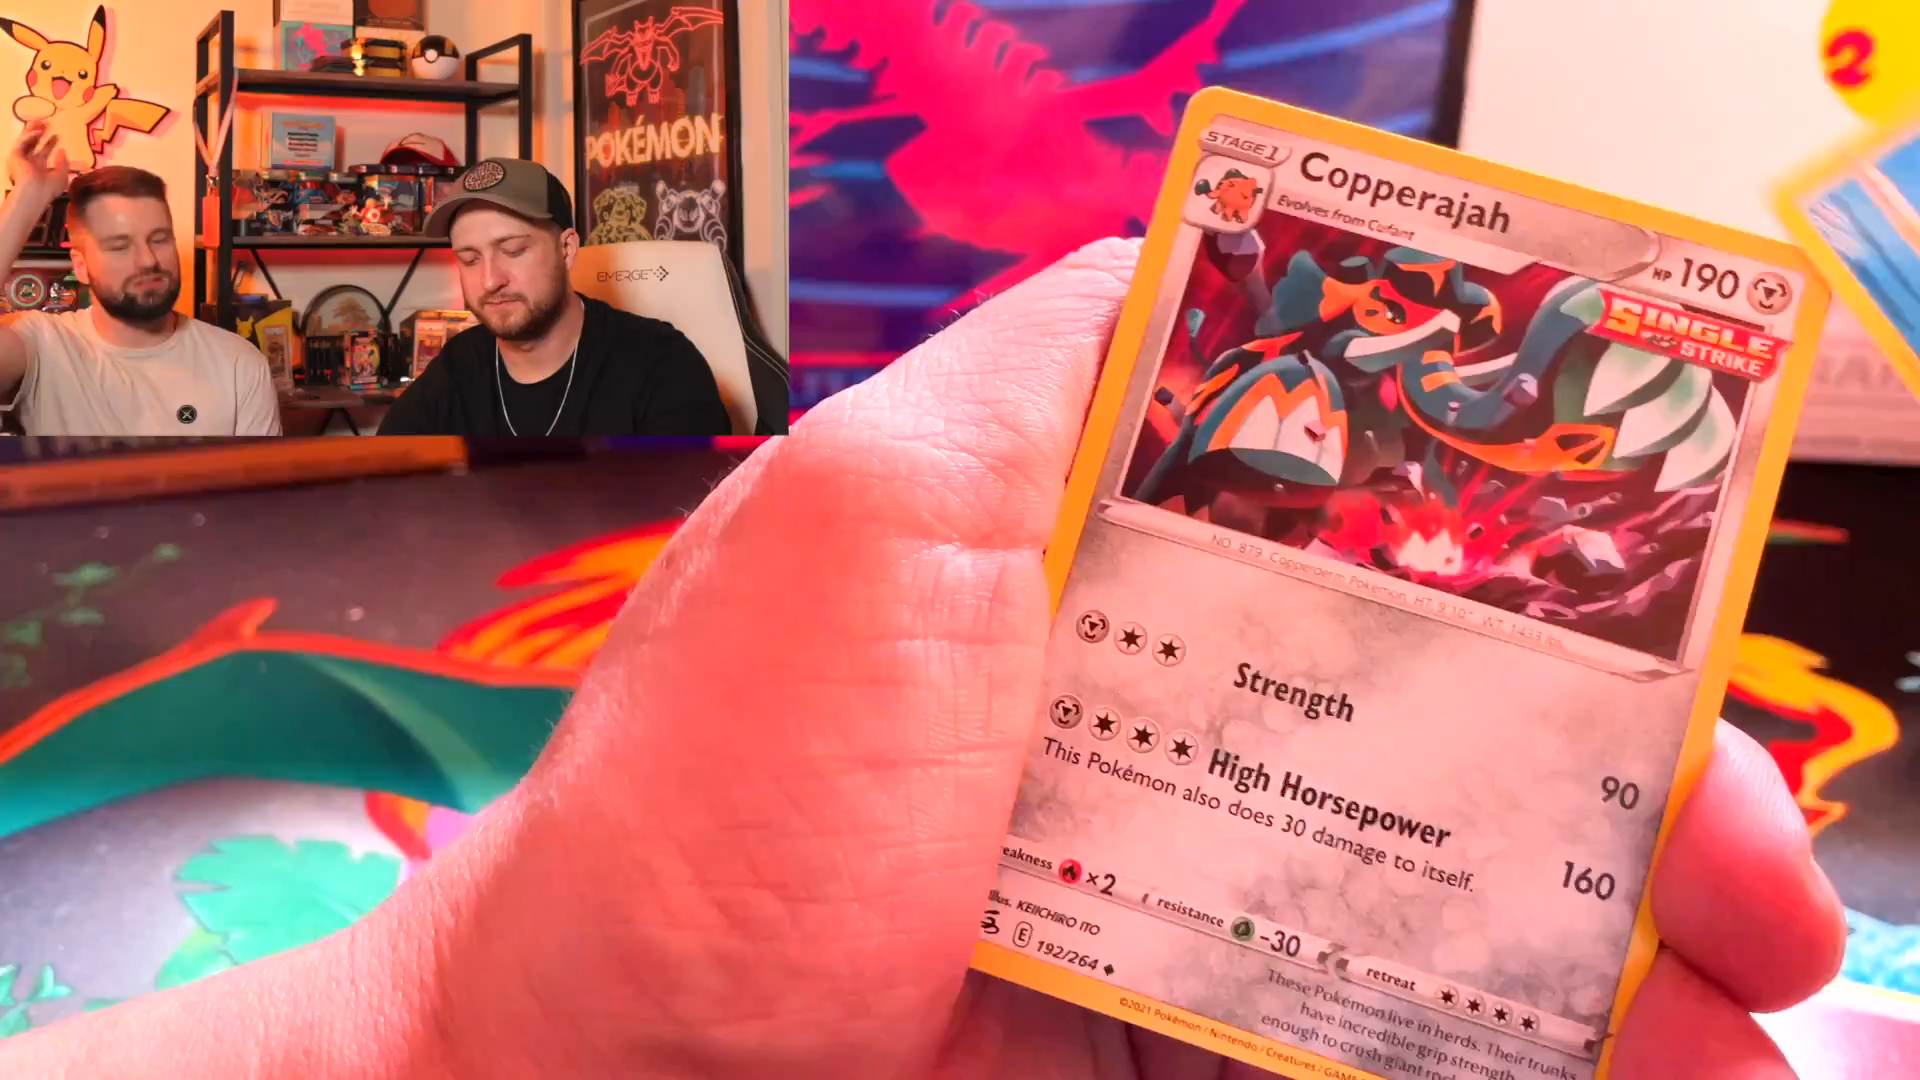 POKÉMON
EMERGE
2
STAGE 1
Copperajah
Evolves from Cufant
HP 190
SINGLE
STRIKE
NO. 879 Copperderm Pokémon HT: 9'10" WT: 1433 lbs.
Strength
90
High Horsepower
160
This Pokémon also does 30 damage to itself.
weakness ×2
resistance -30
retreat
Illus. KEIICHIRO ITO
E 192/264
These Pokémon live in herds. Their trunks
have incredible grip strength,
enough to crush giant
©2021 Pokémon / Nintendo / Creatures / GAME